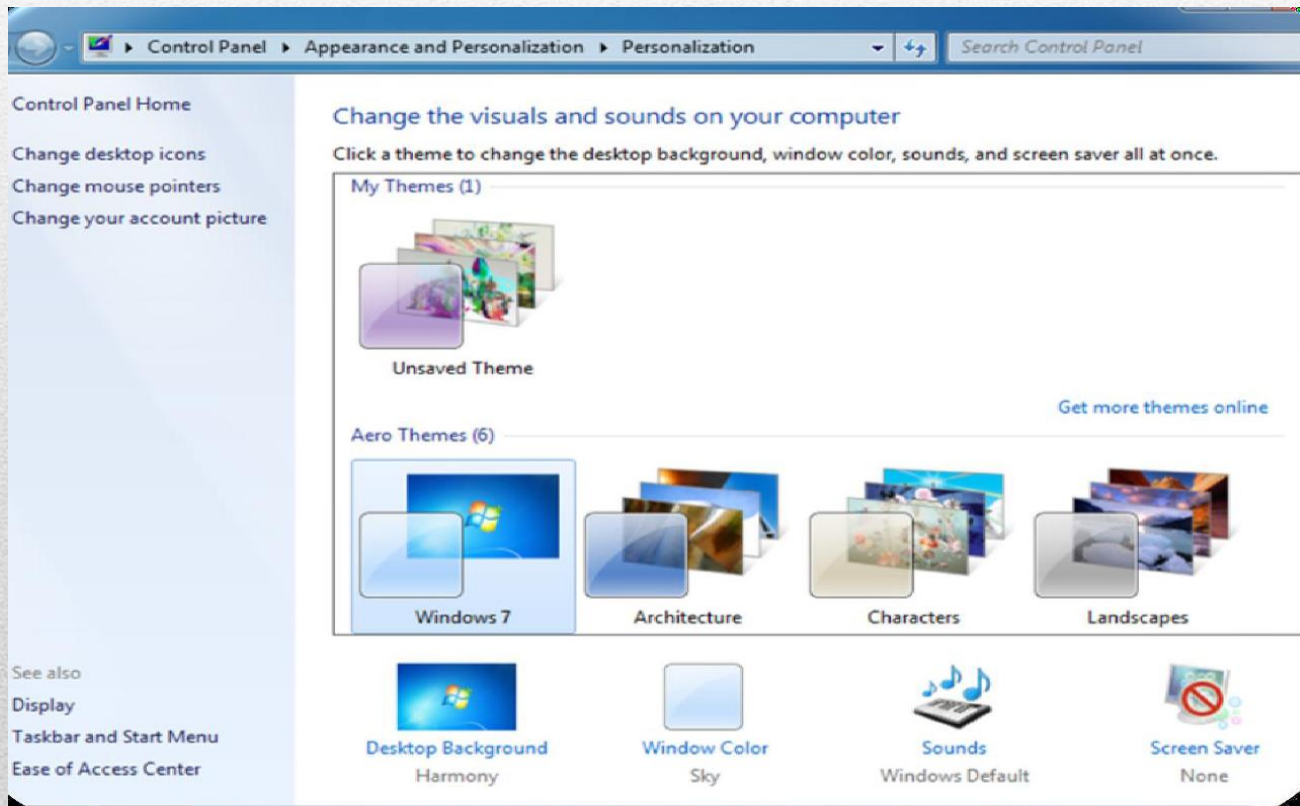 Control Panel ▸ Appearance and Personalization ▸ Personalization
Search Control Panel
Control Panel Home
Change desktop icons
Change mouse pointers
Change your account picture
See also
Display
Taskbar and Start Menu
Ease of Access Center
Change the visuals and sounds on your computer
Click a theme to change the desktop background, window color, sounds, and screen saver all at once.
My Themes (1)
Unsaved Theme
Get more themes online
Aero Themes (6)
Windows 7
Architecture
Characters
Landscapes
Desktop Background
Harmony
Window Color
Sky
Sounds
Windows Default
Screen Saver
None